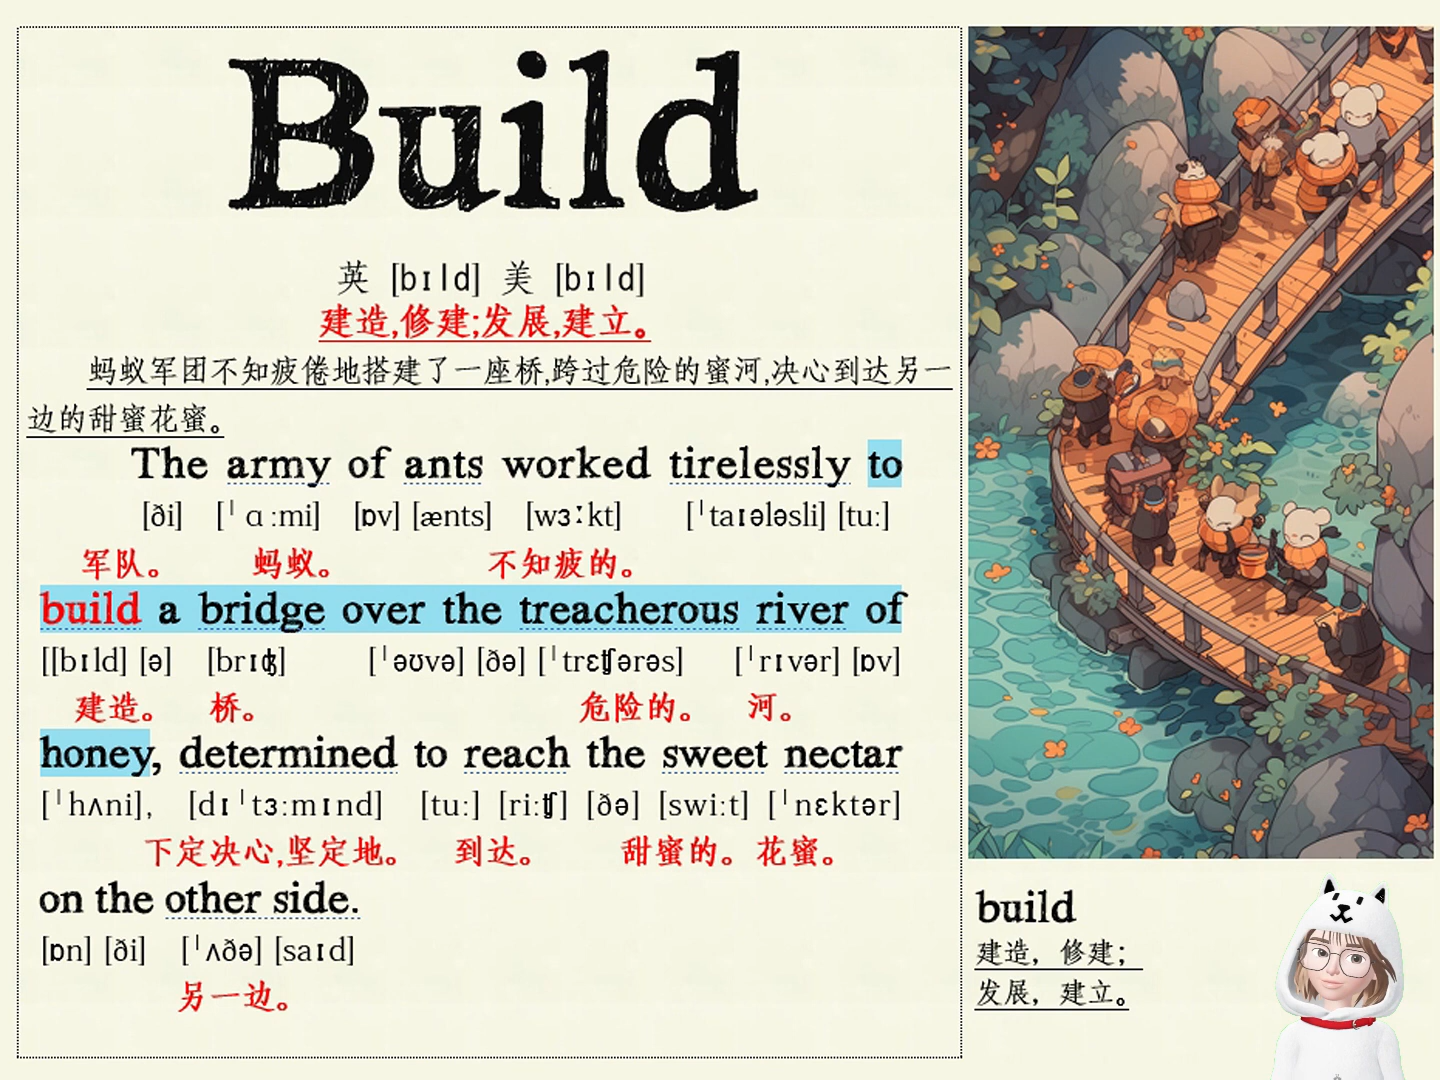 Build
英 [bɪld] 美 [bɪld]
建造,修建;发展,建立。
蚂蚁军团不知疲倦地搭建了一座桥,跨过危险的蜜河,决心到达另一
边的甜蜜花蜜。
The army of ants worked tirelessly to
[ði] [ˈɑːmi] [ɒv] [ænts] [wɜːkt] [ˈtaɪələsli] [tuː]
军队。 蚂蚁。 不知疲的。
build a bridge over the treacherous river of
[[bɪld] [ə] [brɪʤ] [ˈəʊvə] [ðə] [ˈtrɛʧərəs] [ˈrɪvər] [ɒv]
建造。 桥。 危险的。 河。
honey, determined to reach the sweet nectar
[ˈhʌni], [dɪˈtɜːmɪnd] [tuː] [riːʧ] [ðə] [swiːt] [ˈnɛktər]
下定决心,坚定地。 到达。 甜蜜的。 花蜜。
on the other side.
[ɒn] [ði] [ˈʌðə] [saɪd]
另一边。
build
建造，修建；
发展，建立。